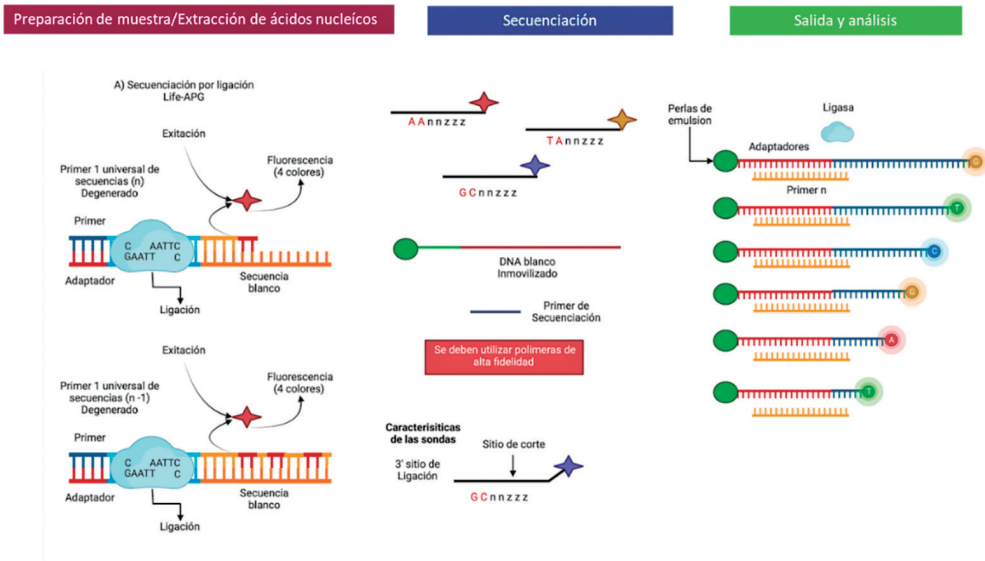 Preparación de muestra/Extracción de ácidos nucleícos
Secuenciación
Salida y análisis
A) Secuenciación por ligación
Life-APG
Exitación
Fluorescencia
(4 colores)
Primer 1 universal de
secuencias (n)
Degenerado
Primer
C AATTC
GAATT C
Adaptador
Secuencia
blanco
Ligación
Exitación
Fluorescencia
(4 colores)
Primer 1 universal de
secuencias (n -1)
Degenerado
Primer
C AATTC
GAATT C
Adaptador
Secuencia
blanco
Ligación
A A n n z z z
T A n n z z z
G C n n z z z
DNA blanco
Inmovilizado
Primer de
Secuenciación
Se deben utilizar polimeras de
alta fidelidad
Caracterisiticas
de las sondas
Sitio de corte
3' sitio de
Ligación
G C n n z z z
Perlas de
emulsion
Ligasa
Adaptadores
G
Primer n
T
C
G
A
T